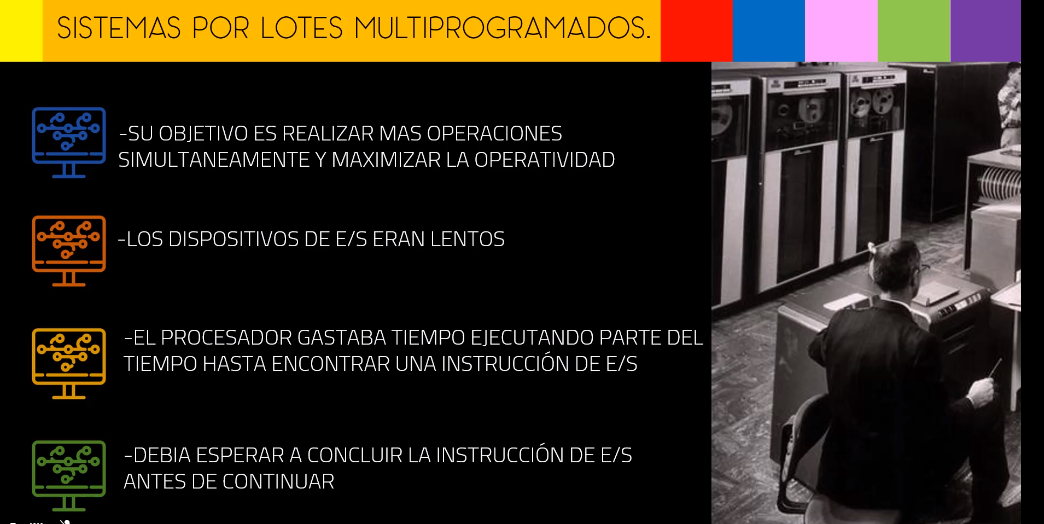 SISTEMAS POR LOTES MULTIPROGRAMADOS.
-SU OBJETIVO ES REALIZAR MAS OPERACIONES
SIMULTANEAMENTE Y MAXIMIZAR LA OPERATIVIDAD
-LOS DISPOSITIVOS DE E/S ERAN LENTOS
-EL PROCESADOR GASTABA TIEMPO EJECUTANDO PARTE DEL
TIEMPO HASTA ENCONTRAR UNA INSTRUCCIÓN DE E/S
-DEBIA ESPERAR A CONCLUIR LA INSTRUCCIÓN DE E/S
ANTES DE CONTINUAR